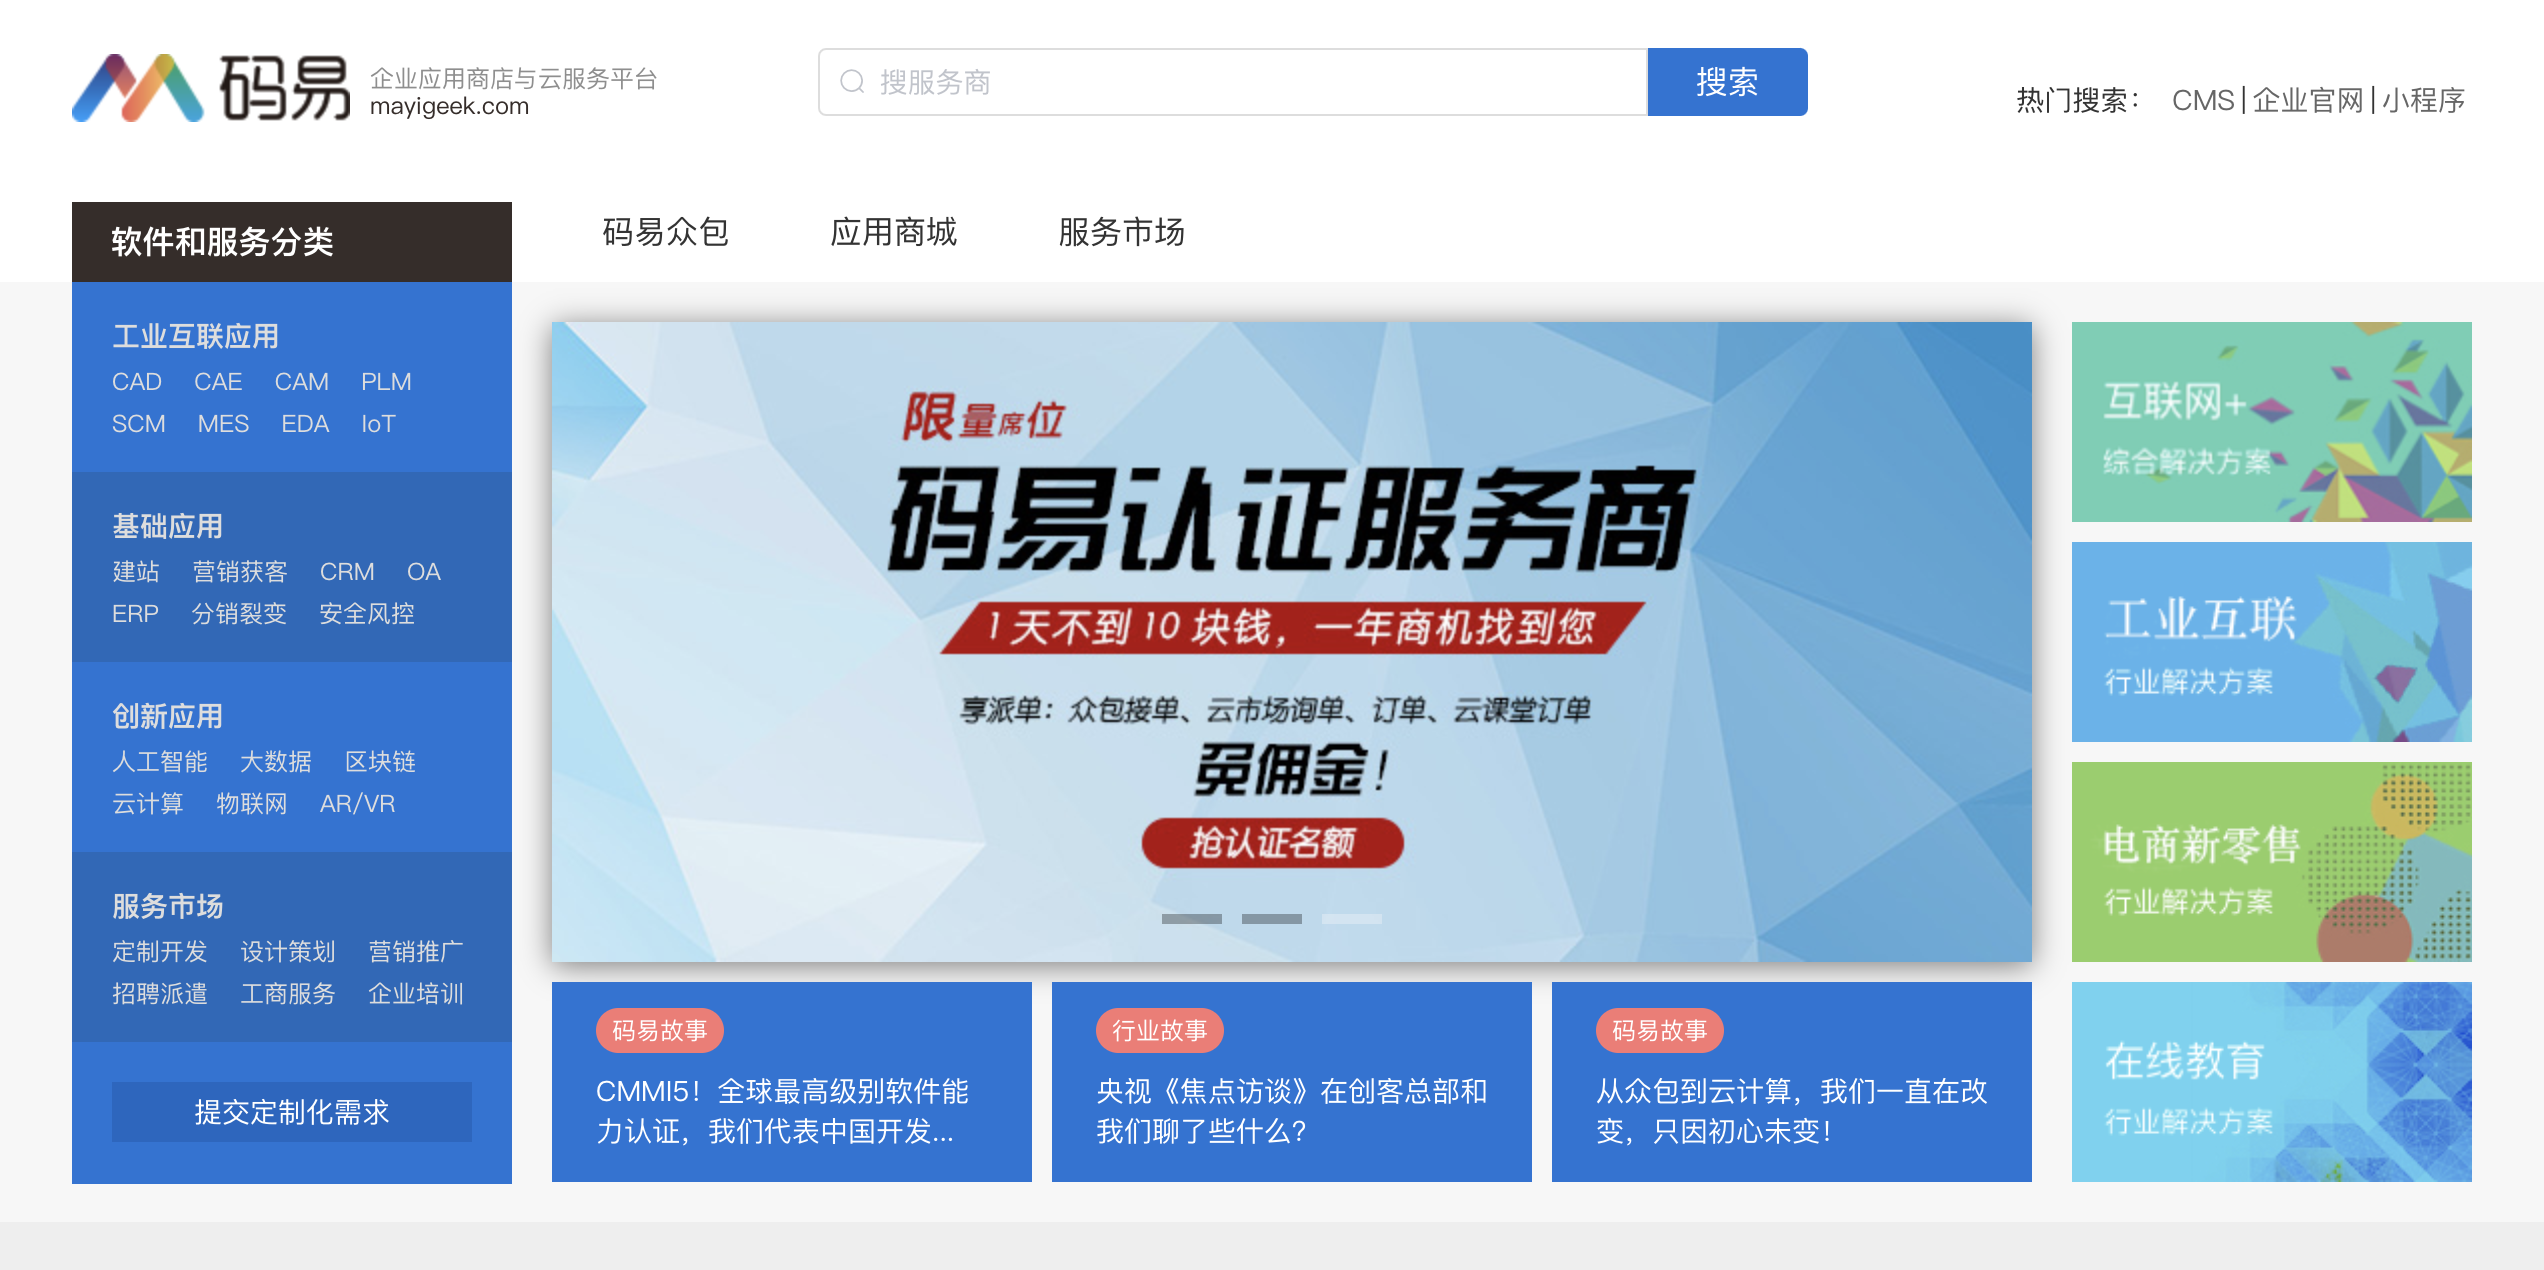 码易
企业应用商店与云服务平台
mayigeek.com
搜服务商
搜索
热门搜索： CMS | 企业官网 | 小程序
软件和服务分类
码易众包 应用商城 服务市场
工业互联应用
CAD CAE CAM PLM
SCM MES EDA IoT
基础应用
建站 营销获客 CRM OA
ERP 分销裂变 安全风控
创新应用
人工智能 大数据 区块链
云计算 物联网 AR/VR
服务市场
定制开发 设计策划 营销推广
招聘派遣 工商服务 企业培训
提交定制化需求
限量席位
码易认证服务商
1 天不到 10 块钱，一年商机找到您
享派单：众包接单、云市场询单、订单、云课堂订单
免佣金！
抢认证名额
码易故事
CMMI5！全球最高级别软件能
力认证，我们代表中国开发...
行业故事
央视《焦点访谈》在创客总部和
我们聊了些什么？
码易故事
从众包到云计算，我们一直在改
变，只因初心未变！
互联网+
综合解决方案
工业互联
行业解决方案
电商新零售
行业解决方案
在线教育
行业解决方案